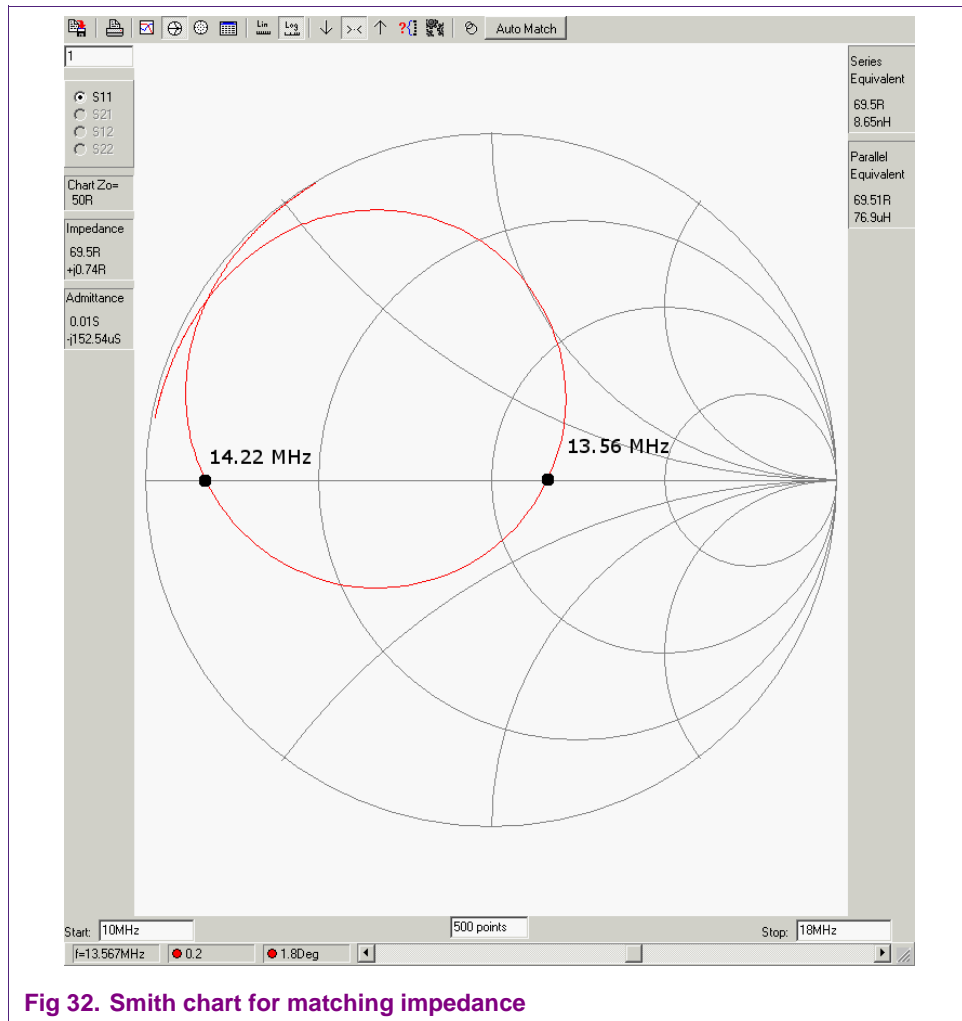 Lin
Log
Auto Match
1
S11
S21
S12
S22
Chart Zo=
50R
Impedance
69.5R
+j0.74R
Admittance
0.01S
-j152.54uS
Series
Equivalent
69.5R
8.65nH
Parallel
Equivalent
69.51R
76.9uH
14.22 MHz
13.56 MHz
Start: 10MHz
500 points
Stop: 18MHz
f=13.567MHz
0.2
1.8Deg
Fig 32. Smith chart for matching impedance